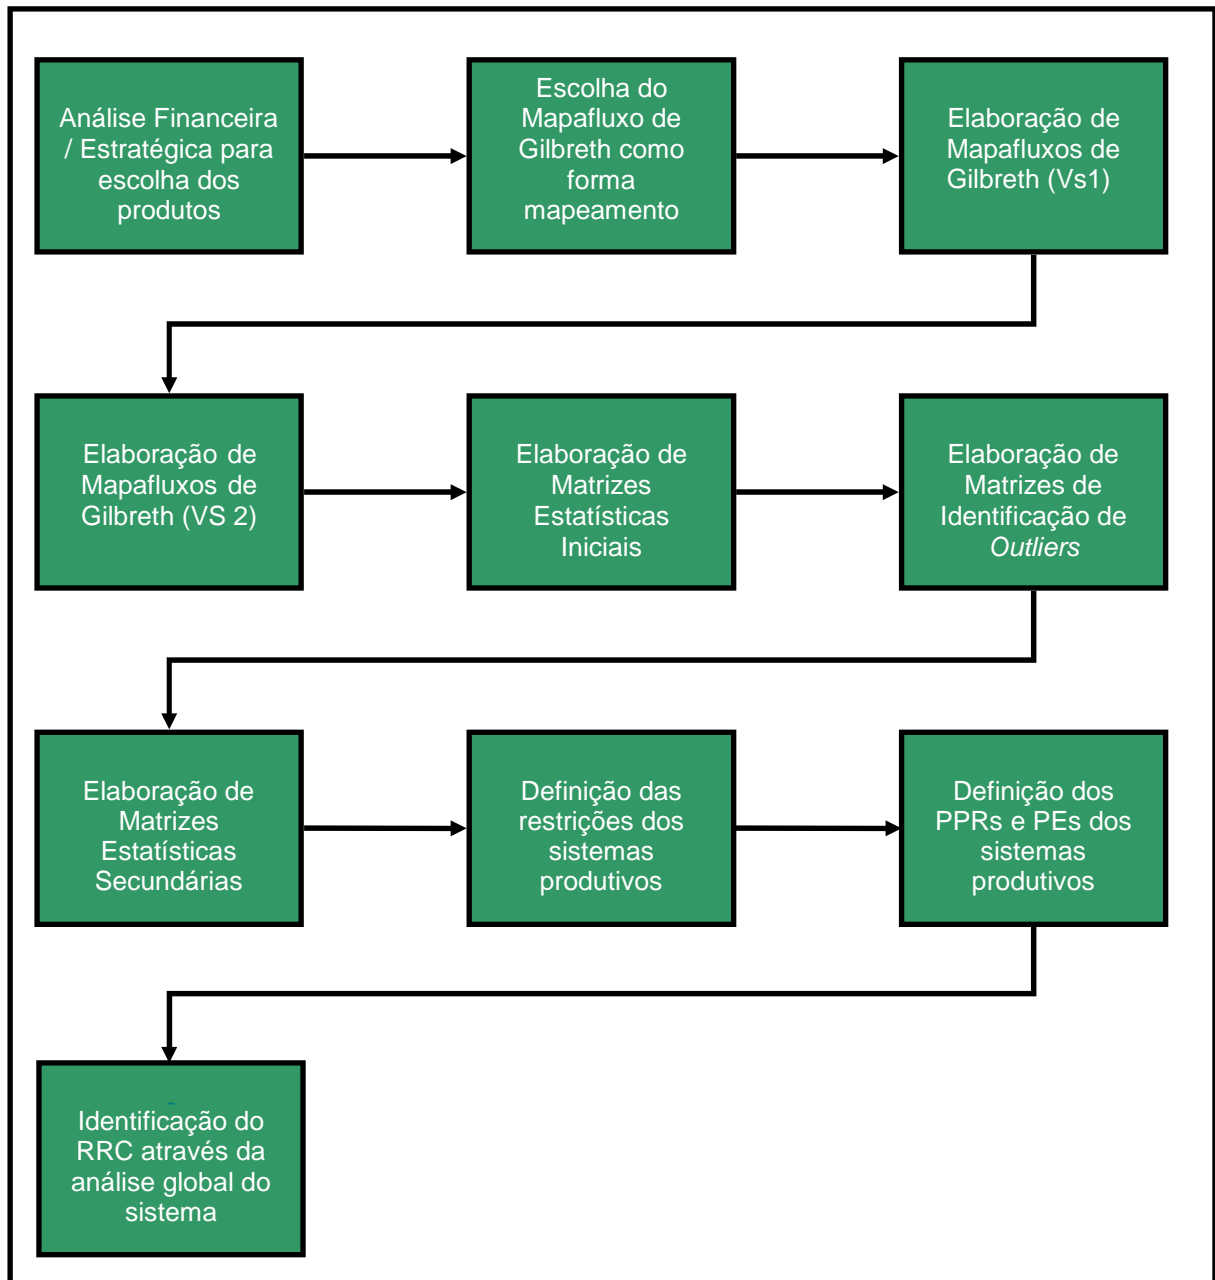 Análise Financeira
/ Estratégica para
escolha dos
produtos
Escolha do
Mapafluxo de
Gilbreth como
forma
mapeamento
Elaboração de
Mapafluxos de
Gilbreth (Vs1)
Elaboração de
Mapafluxos de
Gilbreth (VS 2)
Elaboração de
Matrizes
Estatísticas
Iniciais
Elaboração de
Matrizes de
Identificação de
Outliers
Elaboração de
Matrizes
Estatísticas
Secundárias
Definição das
restrições dos
sistemas
produtivos
Definição dos
PPRs e PEs dos
sistemas
produtivos
Identificação do
RRC através da
análise global do
sistema